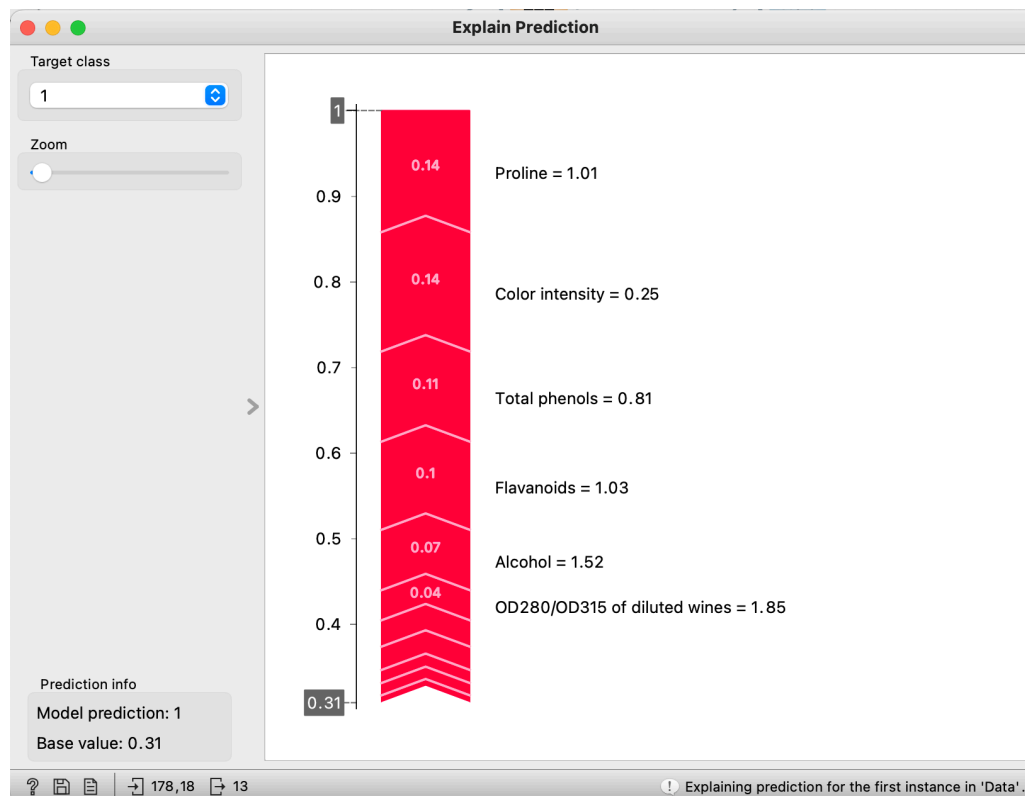 Explain Prediction
Target class
1
Zoom
Prediction info
Model prediction: 1
Base value: 0.31
1
0.9
0.8
0.7
0.6
0.5
0.4
0.31
0.14
0.14
0.11
0.1
0.07
0.04
Proline = 1.01
Color intensity = 0.25
Total phenols = 0.81
Flavanoids = 1.03
Alcohol = 1.52
OD280/OD315 of diluted wines = 1.85
? 178,18 13
! Explaining prediction for the first instance in 'Data'.